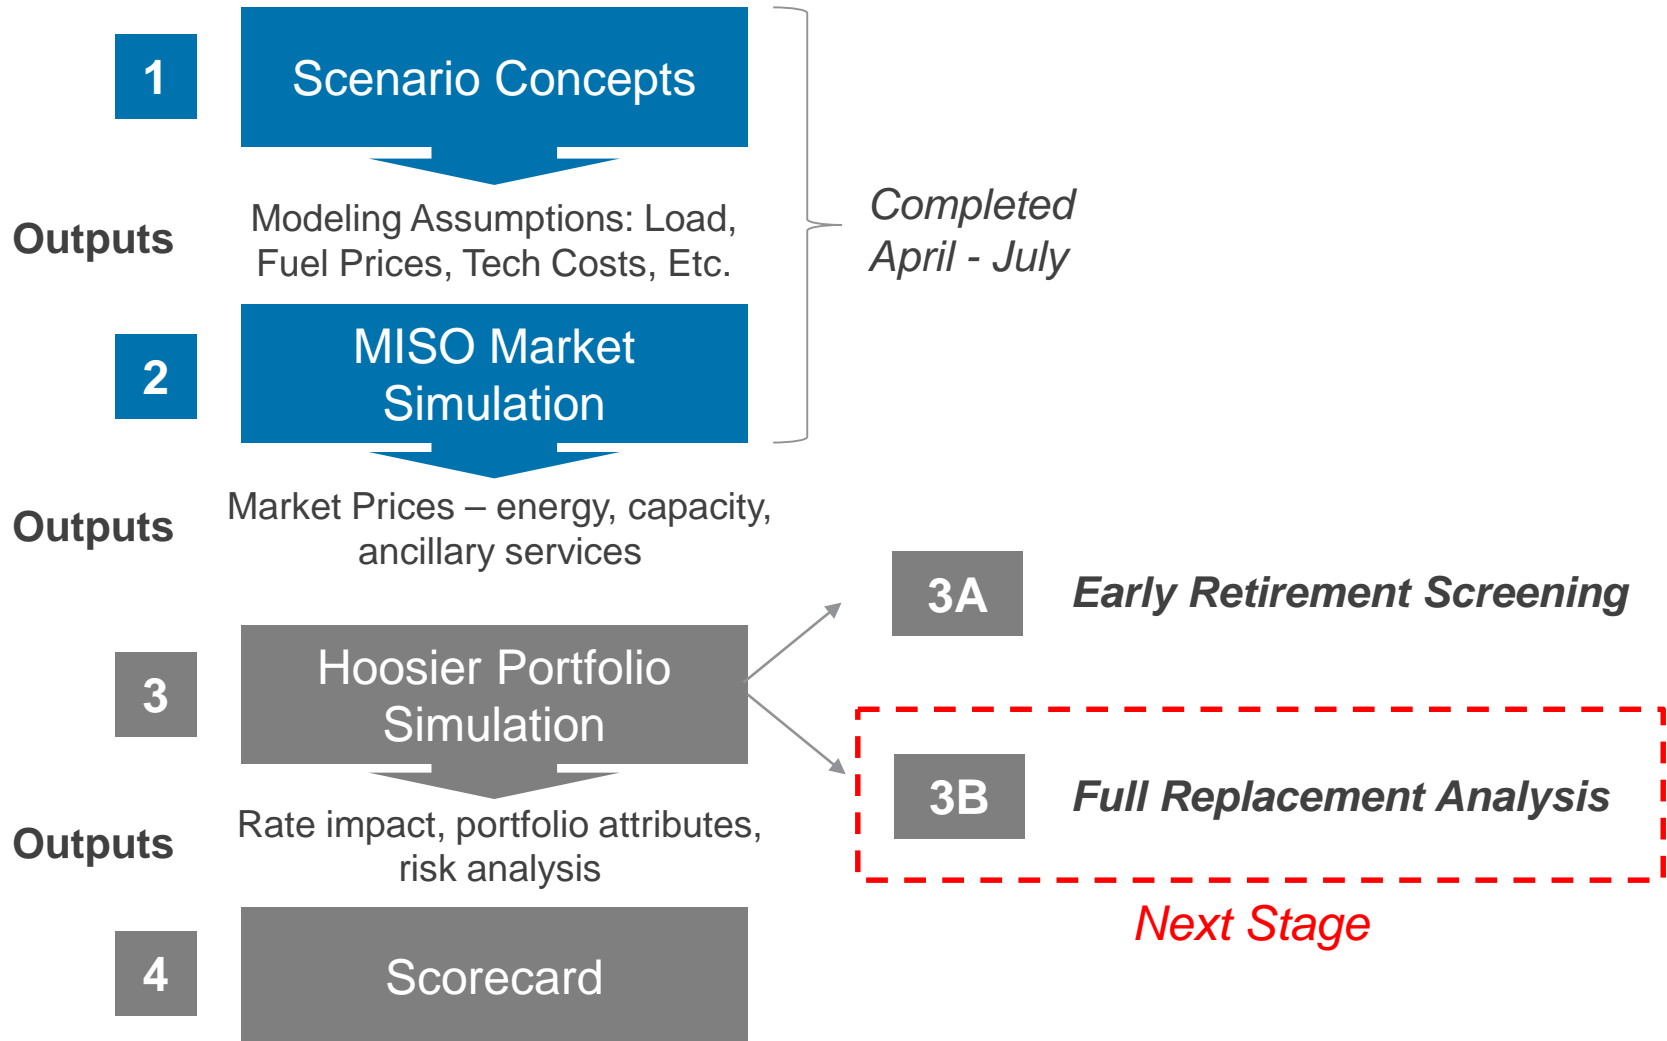 1
Scenario Concepts
Outputs
Modeling Assumptions: Load,
Fuel Prices, Tech Costs, Etc.
Completed
April - July
2
MISO Market
Simulation
Outputs
Market Prices – energy, capacity,
ancillary services
3
Hoosier Portfolio
Simulation
3A
Early Retirement Screening
3B
Full Replacement Analysis
Next Stage
Outputs
Rate impact, portfolio attributes,
risk analysis
4
Scorecard